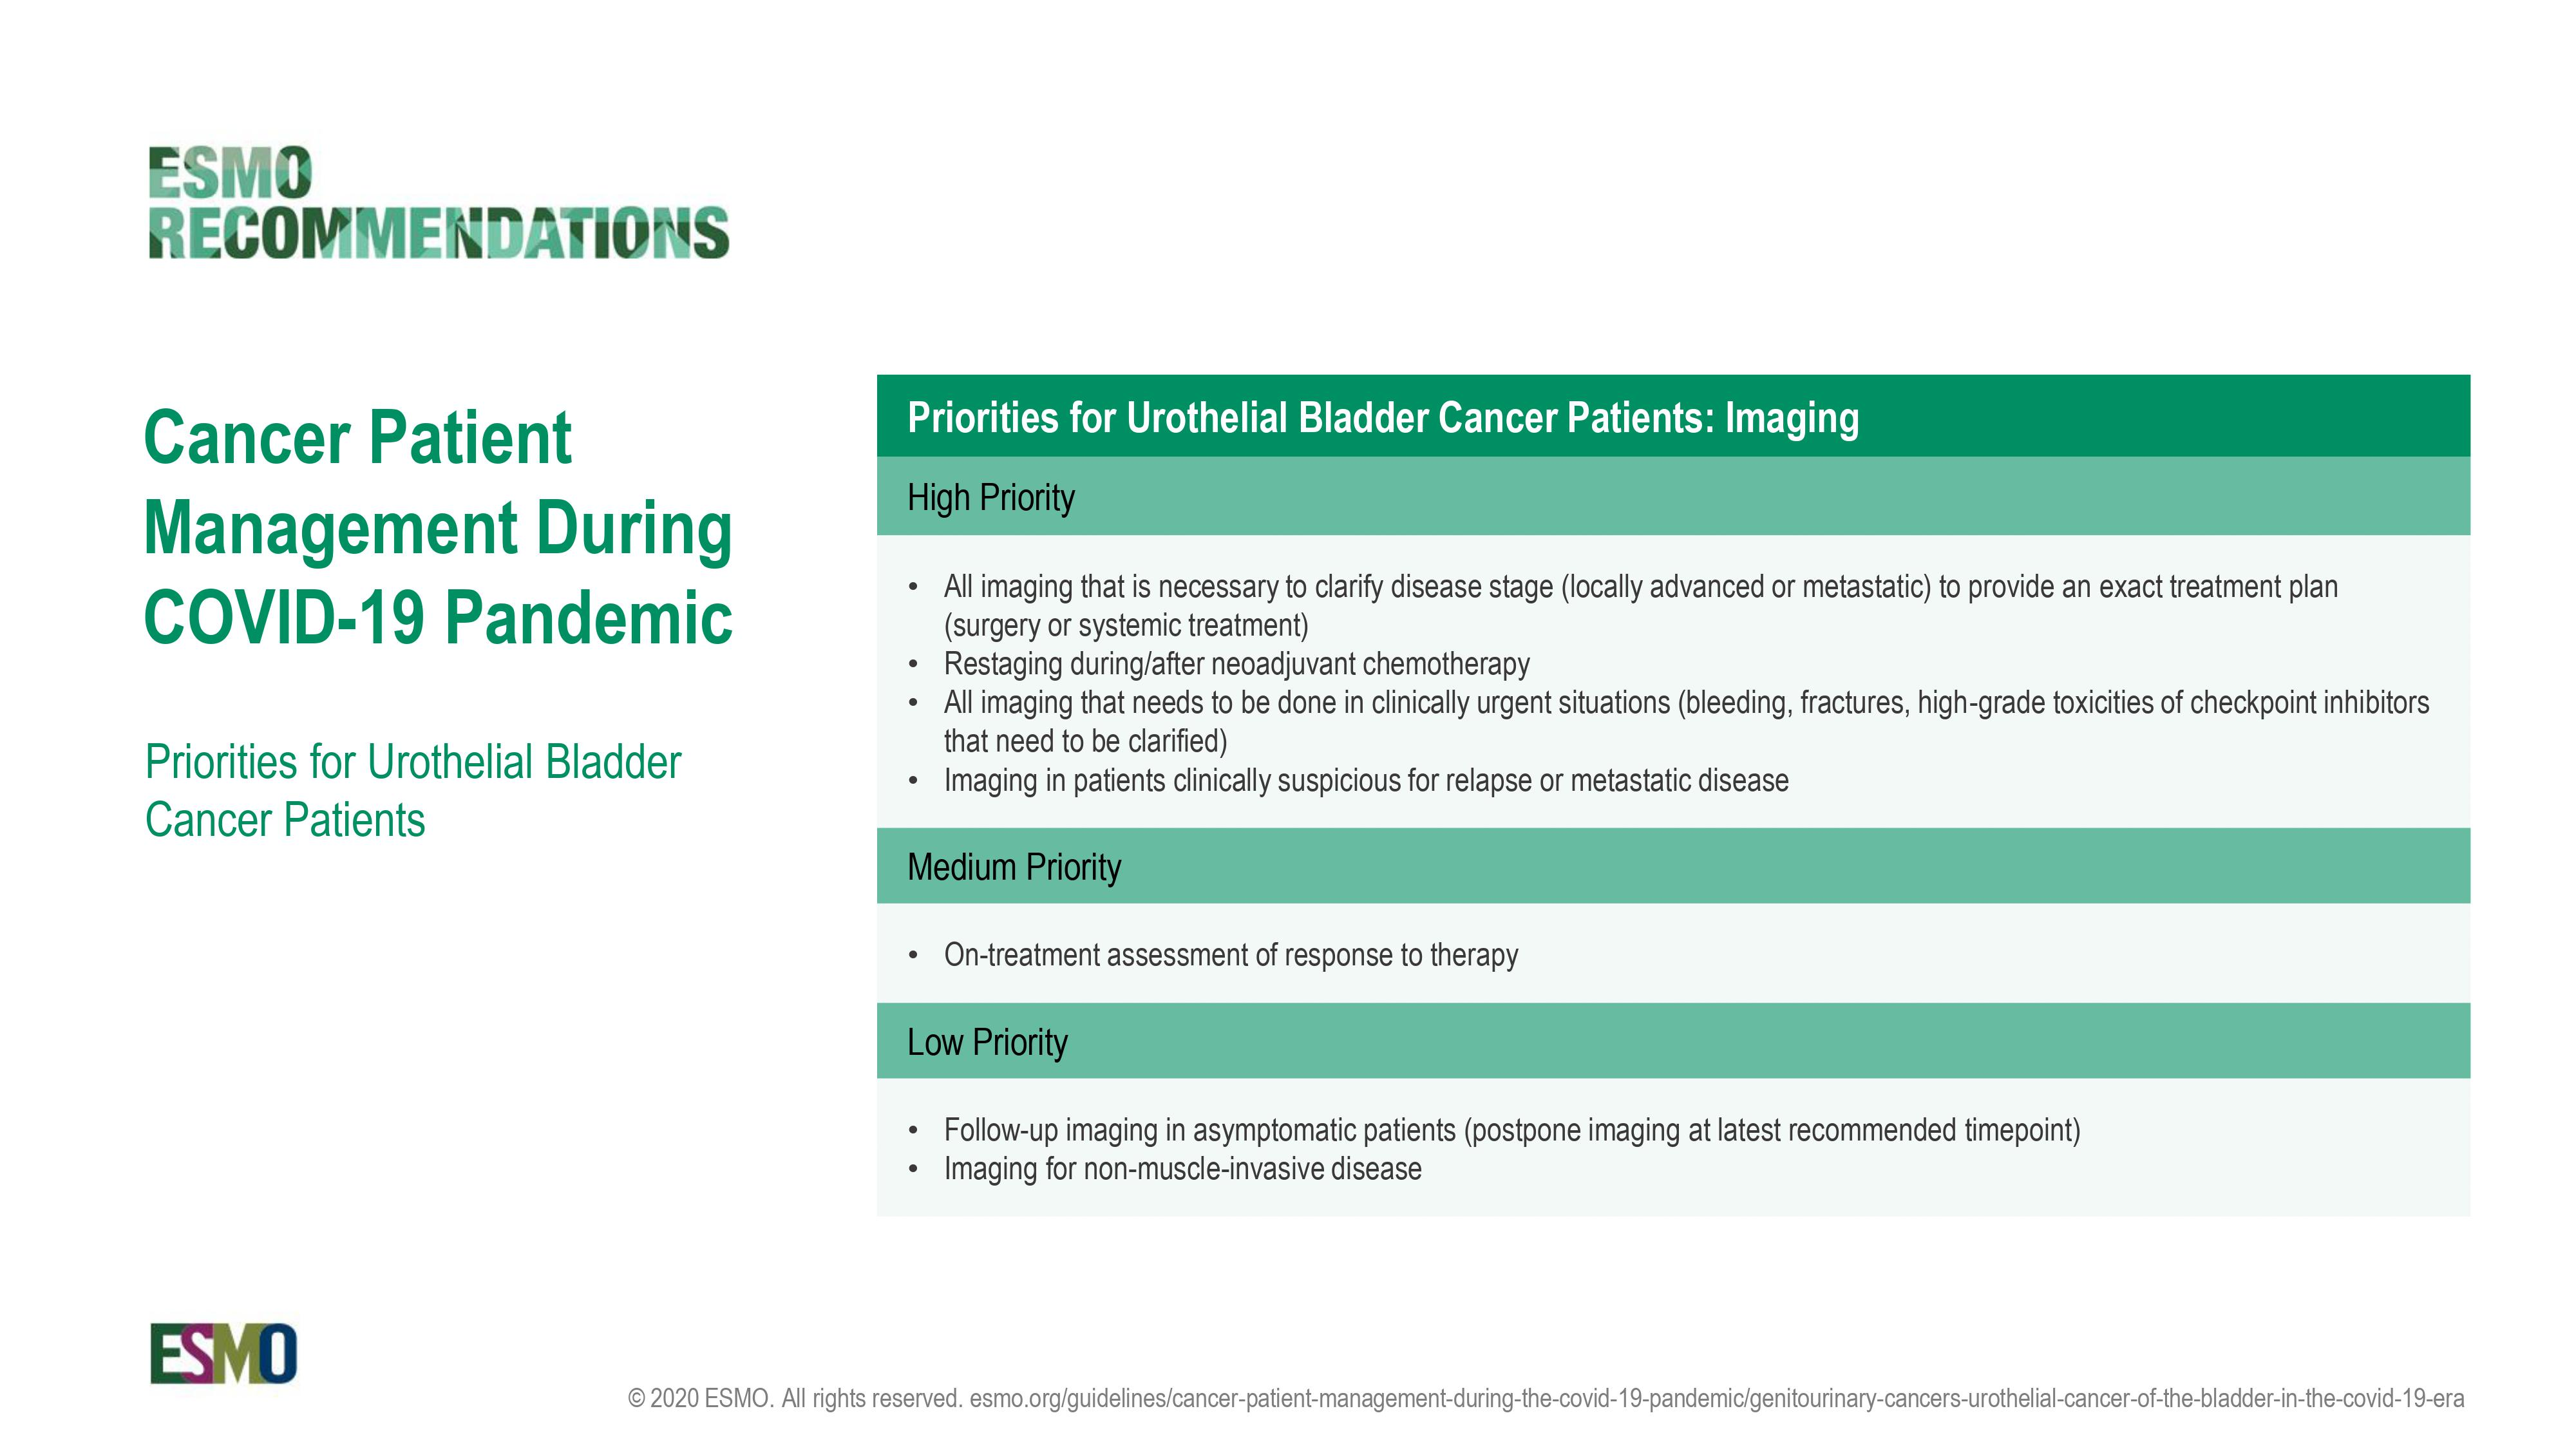 ESMO
RECOMMENDATIONS
Cancer Patient
Management During
COVID-19 Pandemic
Priorities for Urothelial Bladder
Cancer Patients
Priorities for Urothelial Bladder Cancer Patients: Imaging
High Priority
• All imaging that is necessary to clarify disease stage (locally advanced or metastatic) to provide an exact treatment plan
(surgery or systemic treatment)
• Restaging during/after neoadjuvant chemotherapy
• All imaging that needs to be done in clinically urgent situations (bleeding, fractures, high-grade toxicities of checkpoint inhibitors
that need to be clarified)
• Imaging in patients clinically suspicious for relapse or metastatic disease
Medium Priority
• On-treatment assessment of response to therapy
Low Priority
• Follow-up imaging in asymptomatic patients (postpone imaging at latest recommended timepoint)
• Imaging for non-muscle-invasive disease
ESMO
© 2020 ESMO. All rights reserved. esmo.org/guidelines/cancer-patient-management-during-the-covid-19-pandemic/genitourinary-cancers-urothelial-cancer-of-the-bladder-in-the-covid-19-era